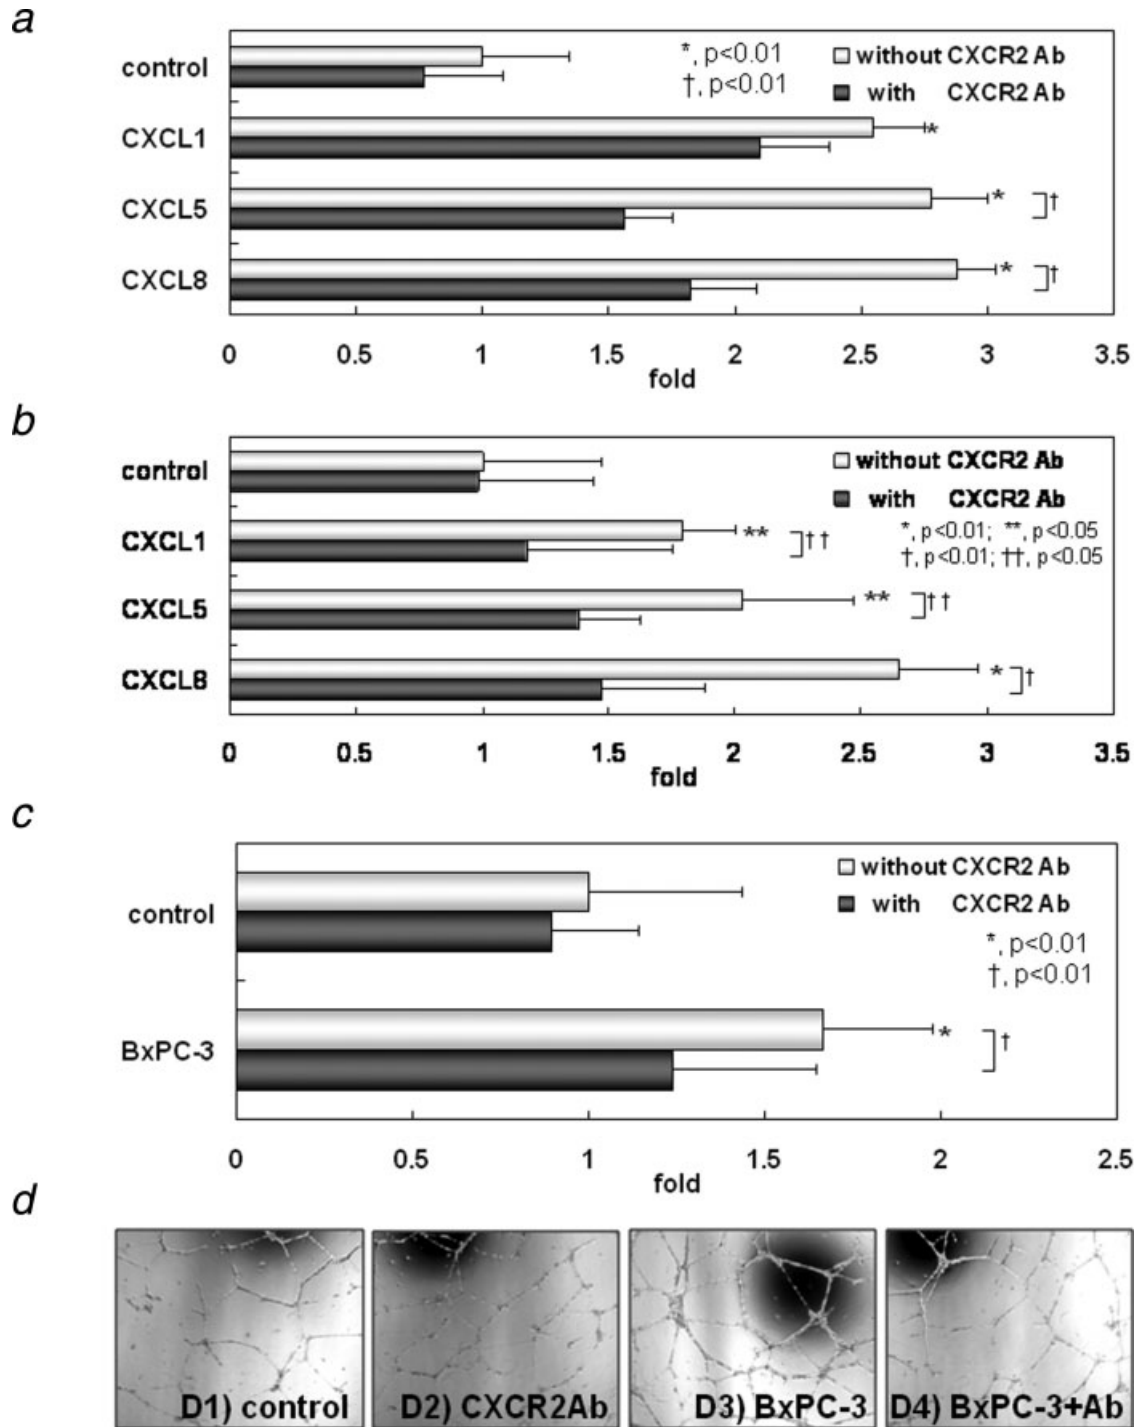 a
control
*, p<0.01
†, p<0.01
without CXCR2 Ab
with CXCR2 Ab
CXCL1
*
CXCL5
* †
CXCL8
* †
0 0.5 1 1.5 2 2.5 3 3.5
fold
b
control
without CXCR2 Ab
with CXCR2 Ab
*, p<0.01; **, p<0.05
†, p<0.01; ††, p<0.05
CXCL1
** ††
CXCL5
** ††
CXCL8
* †
0 0.5 1 1.5 2 2.5 3 3.5
fold
c
control
without CXCR2 Ab
with CXCR2 Ab
*, p<0.01
†, p<0.01
BxPC-3
* †
0 0.5 1 1.5 2 2.5
fold
d
D1) control D2) CXCR2Ab D3) BxPC-3 D4) BxPC-3+Ab